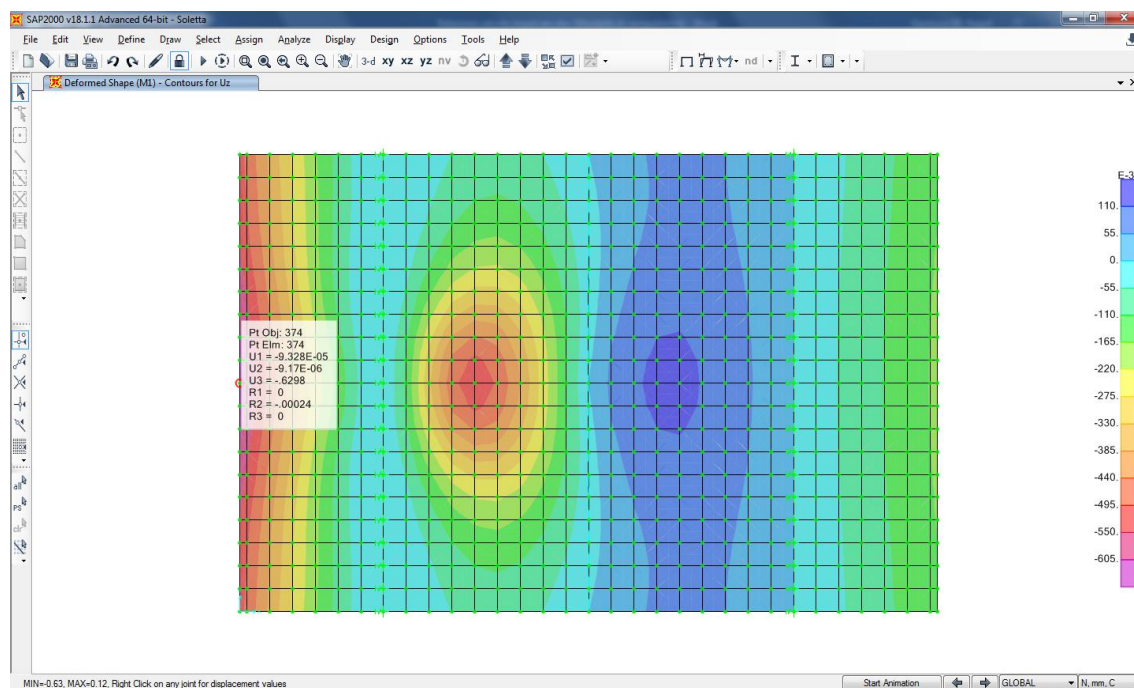 SAP2000 v18.1.1 Advanced 64-bit - Soletta
File Edit View Define Draw Select Assign Analyze Display Design Options Tools Help
3-d xy xz yz nv nd
Deformed Shape (M1) - Contours for Uz
Pt Obj: 374
Pt Elm: 374
U1 = -9.328E-05
U2 = -9.17E-06
U3 = -.6298
R1 = 0
R2 = -.00024
R3 = 0
E-3
110.
55.
0.
-55.
-110.
-165.
-220.
-275.
-330.
-385.
-440.
-495.
-550.
-605.
all
PS
clr
MIN=-0.63, MAX=0.12, Right Click on any joint for displacement values
Start Animation
GLOBAL
N, mm, C